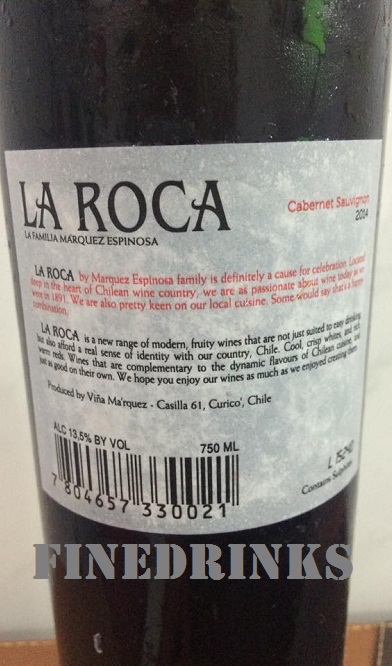 LA ROCA
LA FAMILIA MARQUEZ ESPINOSA
Cabernet Sauvignon
2014
LA ROCA by Marquez Espinosa family is definitely a cause for celebration. Located
deep in the heart of Chilean wine country, we are as passionate about wine today as we
were in 1891. We are also pretty keen on our local cuisine. Some would say that's a happy
combination.
LA ROCA is a new range of modern, fruity wines that are not just suited to easy drinking
but also afford a real sense of identity with our country, Chile. Cool, crisp whites, and rich
warm reds. Wines that are complementary to the dynamic flavours of Chilean cuisine, and
just as good on their own. We hope you enjoy our wines as much as we enjoyed creating them.
Produced by Viña Ma'rquez - Casilla 61, Curico', Chile
ALC 13,5% BY VOL
750 ML
7 804657 330021
Contains Sulphites
FINEDRINKS